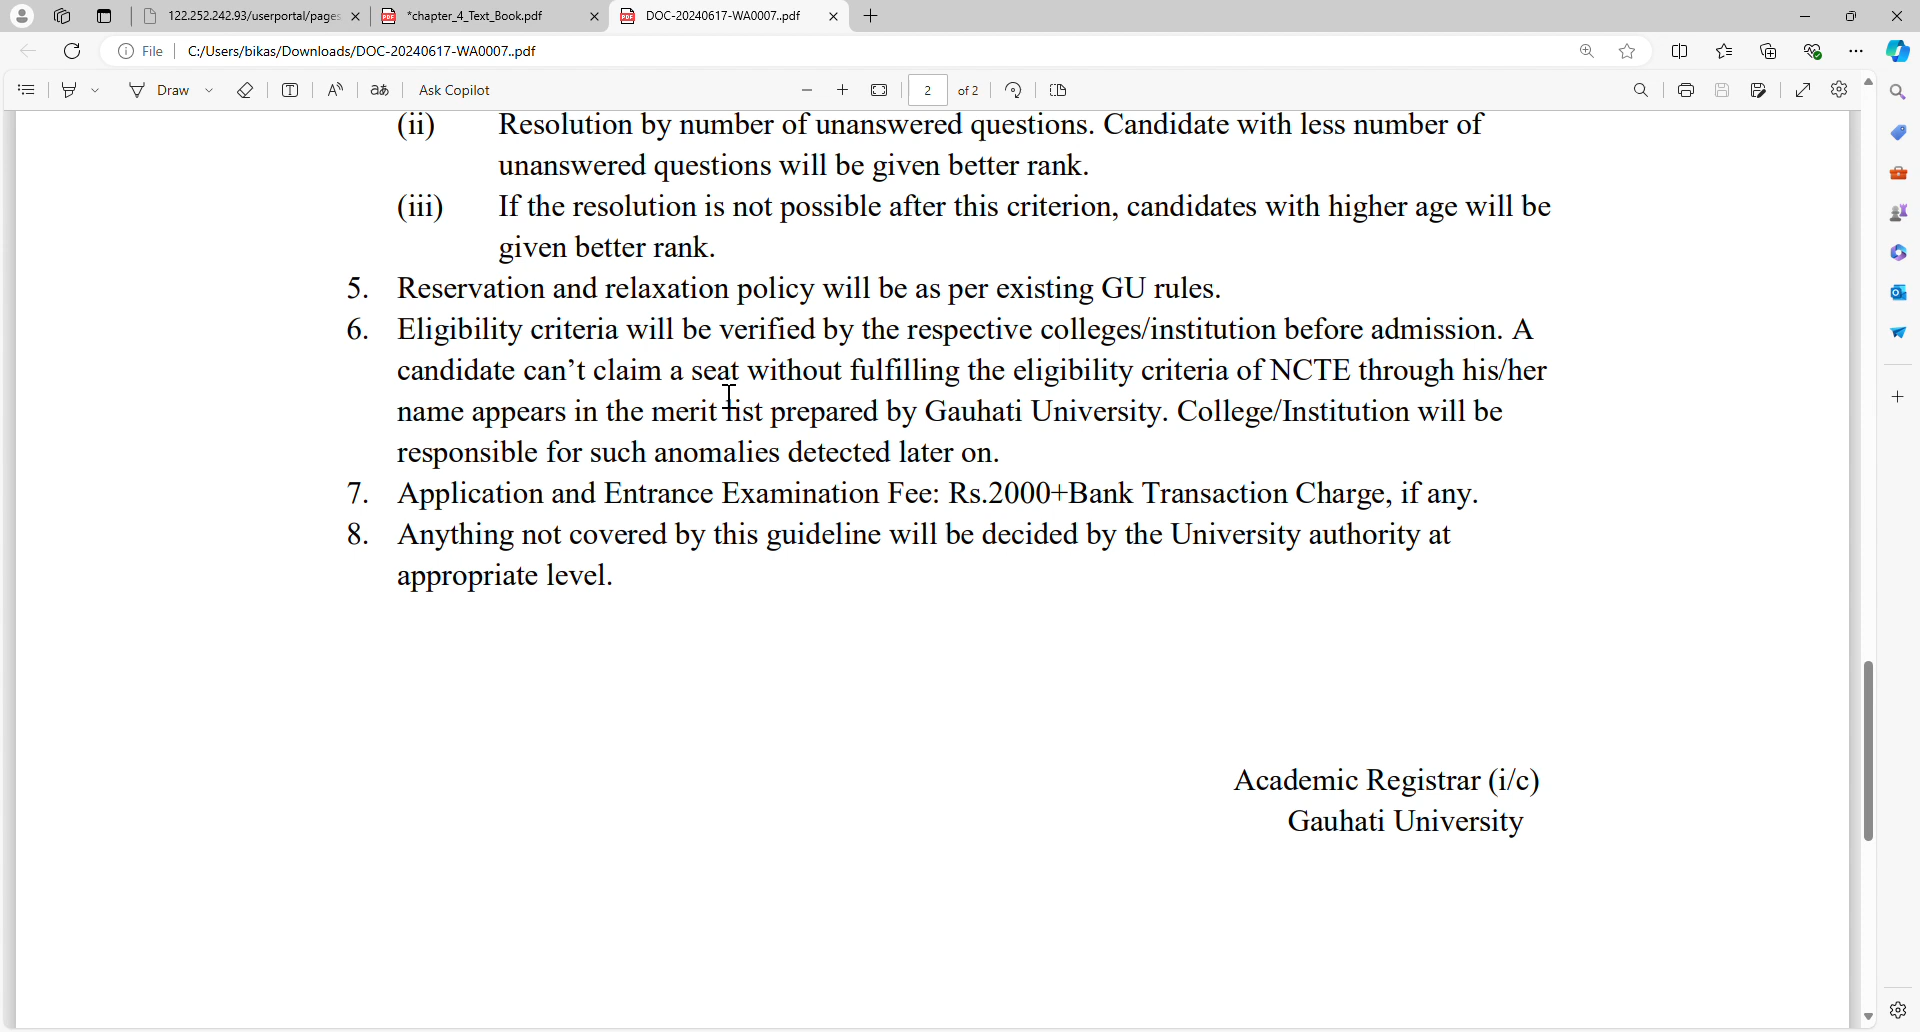 122.252.242.93/userportal/pages
*chapter_4_Text_Book.pdf
DOC-20240617-WA0007..pdf
File
C:/Users/bikas/Downloads/DOC-20240617-WA0007..pdf
Draw
Ask Copilot
2
of 2
(ii) Resolution by number of unanswered questions. Candidate with less number of
unanswered questions will be given better rank.
(iii) If the resolution is not possible after this criterion, candidates with higher age will be
given better rank.
5. Reservation and relaxation policy will be as per existing GU rules.
6. Eligibility criteria will be verified by the respective colleges/institution before admission. A
candidate can’t claim a seat without fulfilling the eligibility criteria of NCTE through his/her
name appears in the merit list prepared by Gauhati University. College/Institution will be
responsible for such anomalies detected later on.
7. Application and Entrance Examination Fee: Rs.2000+Bank Transaction Charge, if any.
8. Anything not covered by this guideline will be decided by the University authority at
appropriate level.
Academic Registrar (i/c)
Gauhati University